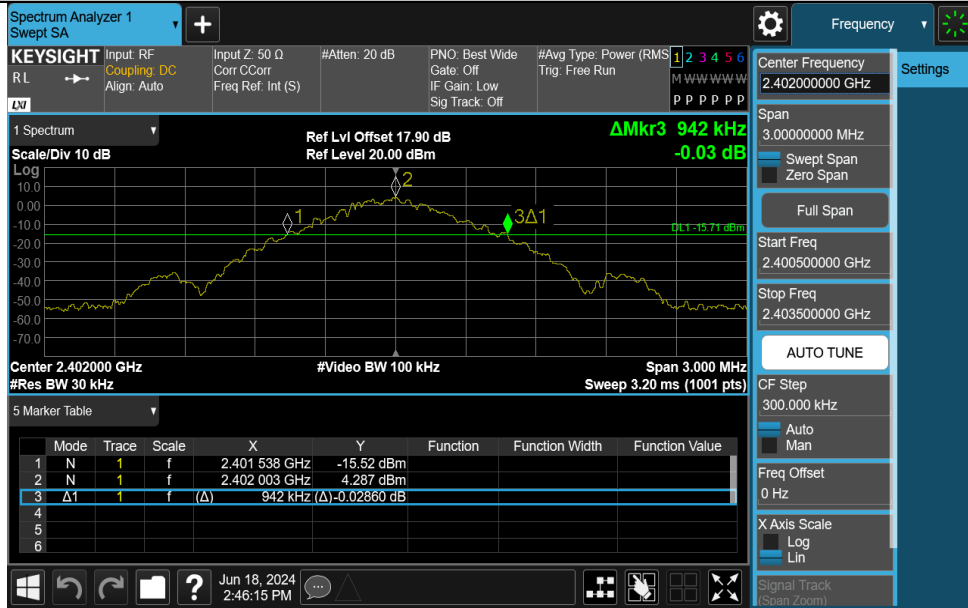 Spectrum Analyzer 1
Swept SA
+
Frequency
KEYSIGHT
RL
LXI
Input: RF
Coupling: DC
Align: Auto
Input Z: 50 Ω
Corr CCorr
Freq Ref: Int (S)
#Atten: 20 dB
PNO: Best Wide
Gate: Off
IF Gain: Low
Sig Track: Off
#Avg Type: Power (RMS
Trig: Free Run
1 2 3 4 5 6
M W W W W W
P P P P P P
1 Spectrum
Scale/Div 10 dB
Ref Lvl Offset 17.90 dB
Ref Level 20.00 dBm
ΔMkr3 942 kHz
-0.03 dB
Log
10.0
0.00
-10.0
-20.0
-30.0
-40.0
-50.0
-60.0
-70.0
1
2
3Δ1
DL1 -15.71 dBm
Center 2.402000 GHz
#Video BW 100 kHz
Span 3.000 MHz
#Res BW 30 kHz
Sweep 3.20 ms (1001 pts)
5 Marker Table
Mode Trace Scale X Y Function Function Width Function Value
1 N 1 f 2.401 538 GHz -15.52 dBm
2 N 1 f 2.402 003 GHz 4.287 dBm
3 Δ1 1 f (Δ) 942 kHz (Δ) -0.02860 dB
4
5
6
Center Frequency
2.402000000 GHz
Settings
Span
3.00000000 MHz
Swept Span
Zero Span
Full Span
Start Freq
2.400500000 GHz
Stop Freq
2.403500000 GHz
AUTO TUNE
CF Step
300.000 kHz
Auto
Man
Freq Offset
0 Hz
X Axis Scale
Log
Lin
Signal Track
(Span Zoom)
?
Jun 18, 2024
2:46:15 PM